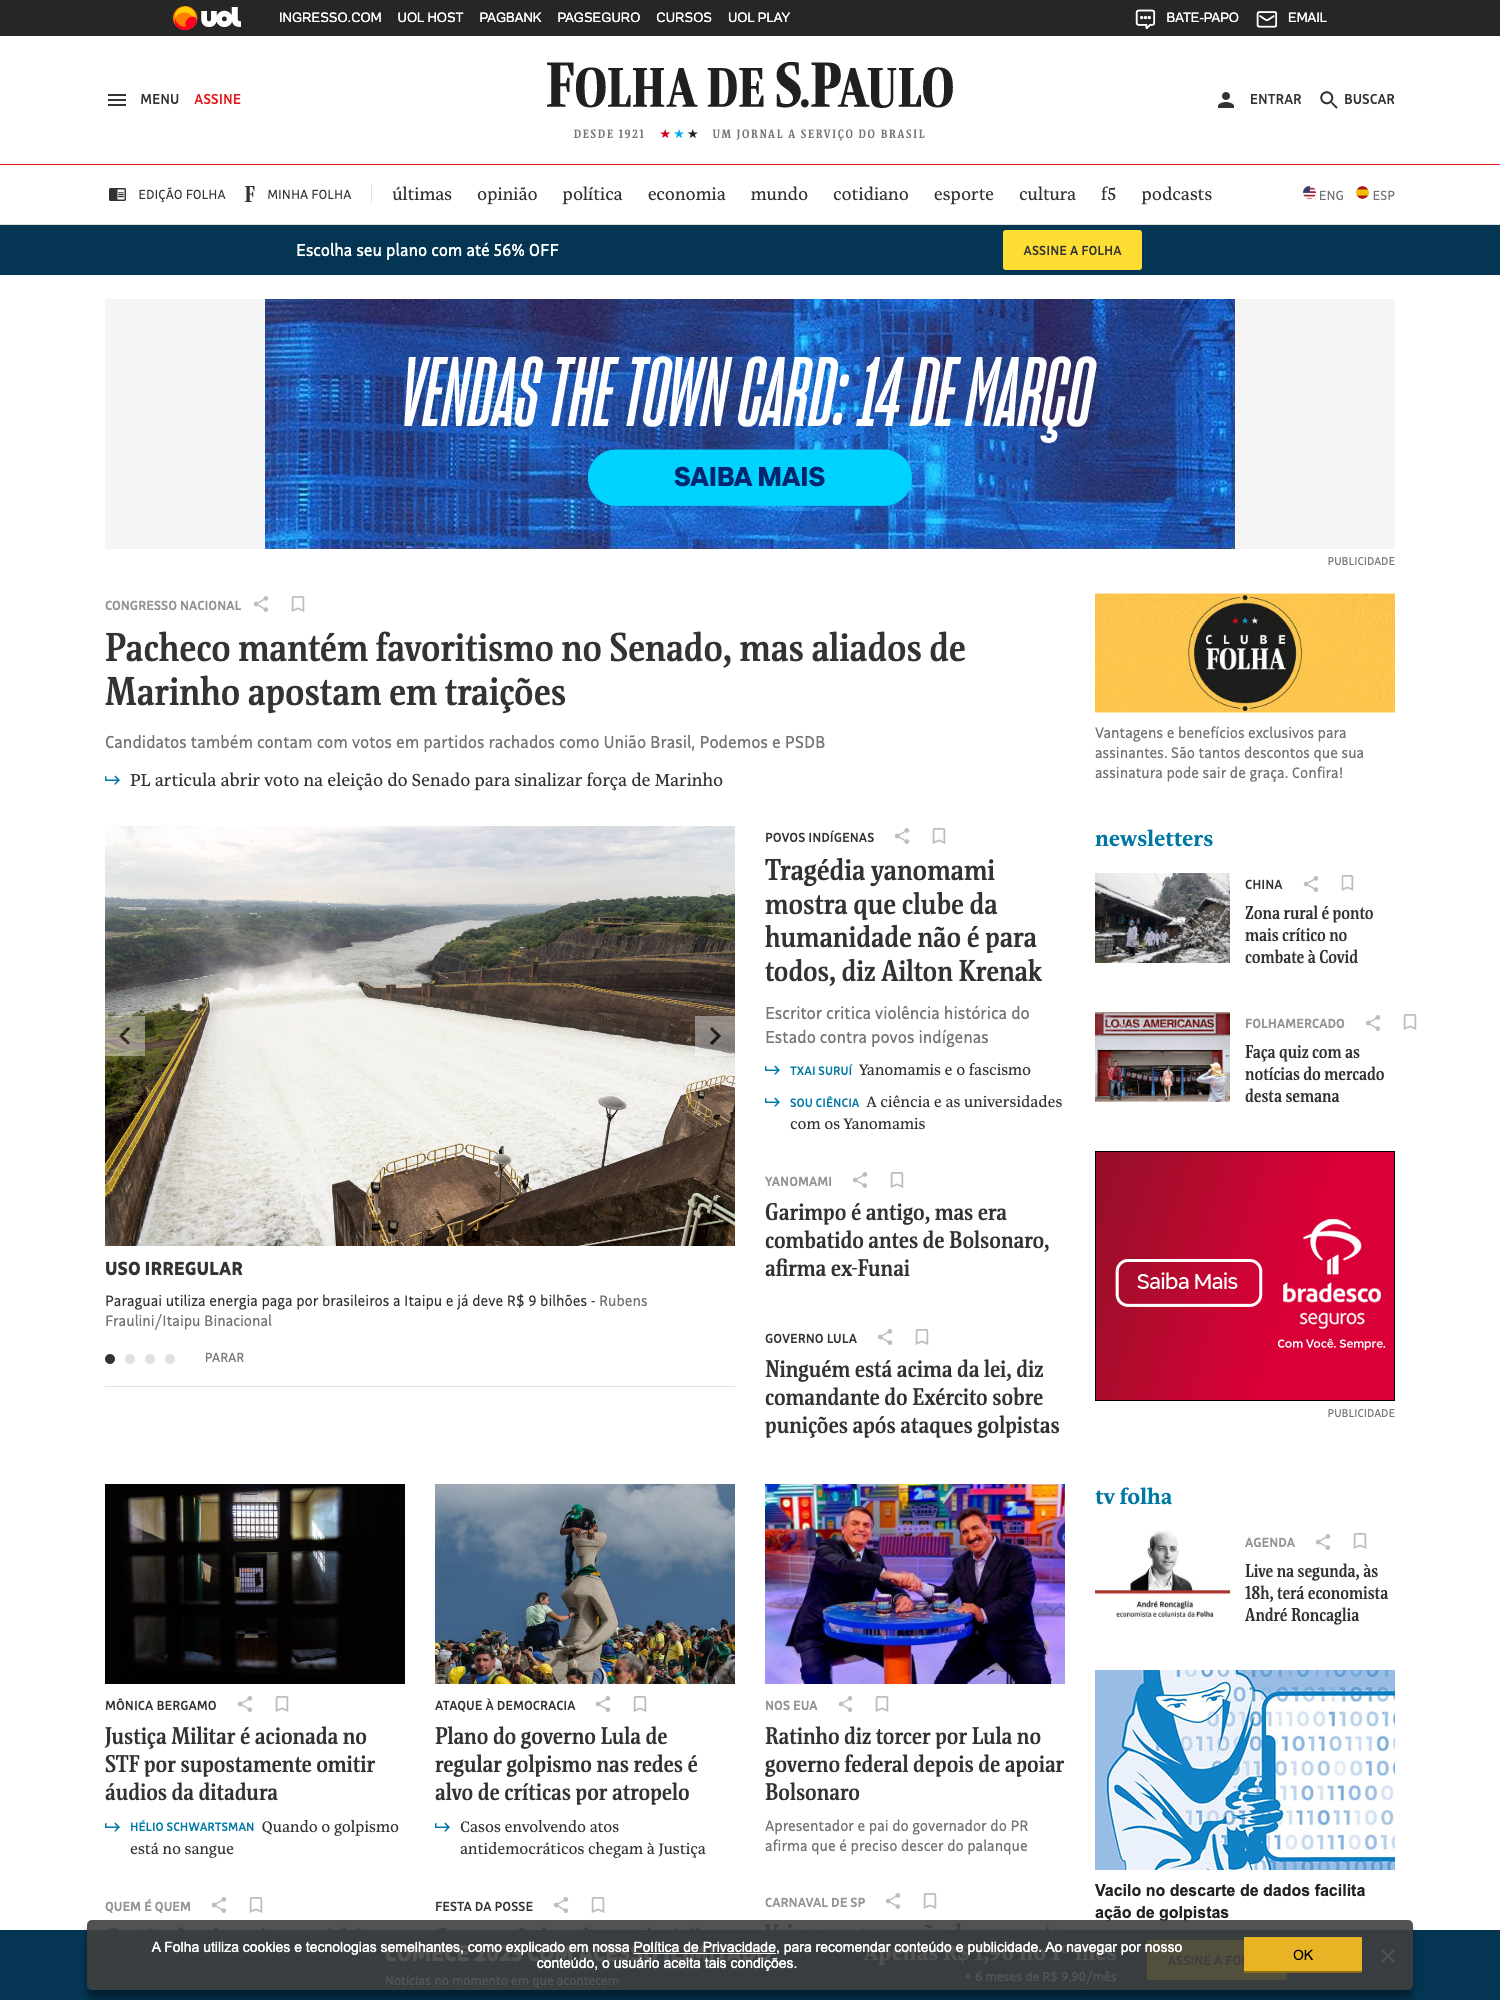 uol INGRESSO.COM UOL HOST PAGBANK PAGSEGURO CURSOS UOL PLAY BATE-PAPO EMAIL
MENU ASSINE FOLHA DE S.PAULO ENTRAR BUSCAR
DESDE 1921 ★★★ UM JORNAL A SERVIÇO DO BRASIL
EDIÇÃO FOLHA F MINHA FOLHA últimas opinião política economia mundo cotidiano esporte cultura f5 podcasts ENG ESP
Escolha seu plano com até 56% OFF ASSINE A FOLHA
VENDAS THE TOWN CARD: 14 DE MARÇO
SAIBA MAIS
PUBLICIDADE
CONGRESSO NACIONAL
Pacheco mantém favoritismo no Senado, mas aliados de
Marinho apostam em traições
Candidatos também contam com votos em partidos rachados como União Brasil, Podemos e PSDB
PL articula abrir voto na eleição do Senado para sinalizar força de Marinho
CLUBE
FOLHA
Vantagens e benefícios exclusivos para
assinantes. São tantos descontos que sua
assinatura pode sair de graça. Confira!
USO IRREGULAR
Paraguai utiliza energia paga por brasileiros a Itaipu e já deve R$ 9 bilhões - Rubens
Fraulini/Itaipu Binacional
PARAR
POVOS INDÍGENAS
Tragédia yanomami
mostra que clube da
humanidade não é para
todos, diz Ailton Krenak
Escritor critica violência histórica do
Estado contra povos indígenas
TXAI SURUÍ Yanomamis e o fascismo
SOU CIÊNCIA A ciência e as universidades
com os Yanomamis
YANOMAMI
Garimpo é antigo, mas era
combatido antes de Bolsonaro,
afirma ex-Funai
GOVERNO LULA
Ninguém está acima da lei, diz
comandante do Exército sobre
punições após ataques golpistas
newsletters
CHINA
Zona rural é ponto
mais crítico no
combate à Covid
LOJAS AMERICANAS
FOLHAMERCADO
Faça quiz com as
notícias do mercado
desta semana
Saiba Mais
bradesco
seguros
Com Você. Sempre.
PUBLICIDADE
MÔNICA BERGAMO
Justiça Militar é acionada no
STF por supostamente omitir
áudios da ditadura
HÉLIO SCHWARTSMAN Quando o golpismo
está no sangue
ATAQUE À DEMOCRACIA
Plano do governo Lula de
regular golpismo nas redes é
alvo de críticas por atropelo
Casos envolvendo atos
antidemocráticos chegam à Justiça
NOS EUA
Ratinho diz torcer por Lula no
governo federal depois de apoiar
Bolsonaro
Apresentador e pai do governador do PR
afirma que é preciso descer do palanque
tv folha
André Roncaglia
economista e colunista da Folha
AGENDA
Live na segunda, às
18h, terá economista
André Roncaglia
Vacilo no descarte de dados facilita
ação de golpistas
QUEM É QUEM
FESTA DA POSSE
CARNAVAL DE SP
A Folha utiliza cookies e tecnologias semelhantes, como explicado em nossa Política de Privacidade, para recomendar conteúdo e publicidade. Ao navegar por nosso
conteúdo, o usuário aceita tais condições.
OK
Notícias no momento em que acontecem
+ 6 meses de R$ 9,90/mês